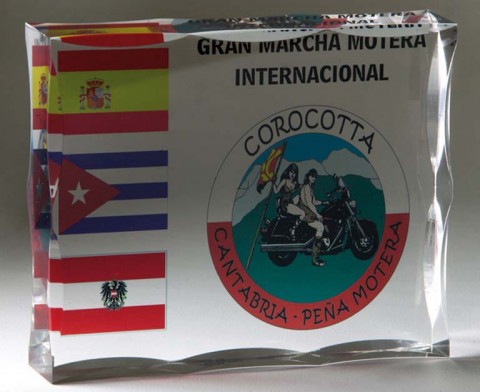 GRAN MARCHA MOTERA
INTERNACIONAL
COROCOTTA
CANTABRIA - PEÑA MOTERA